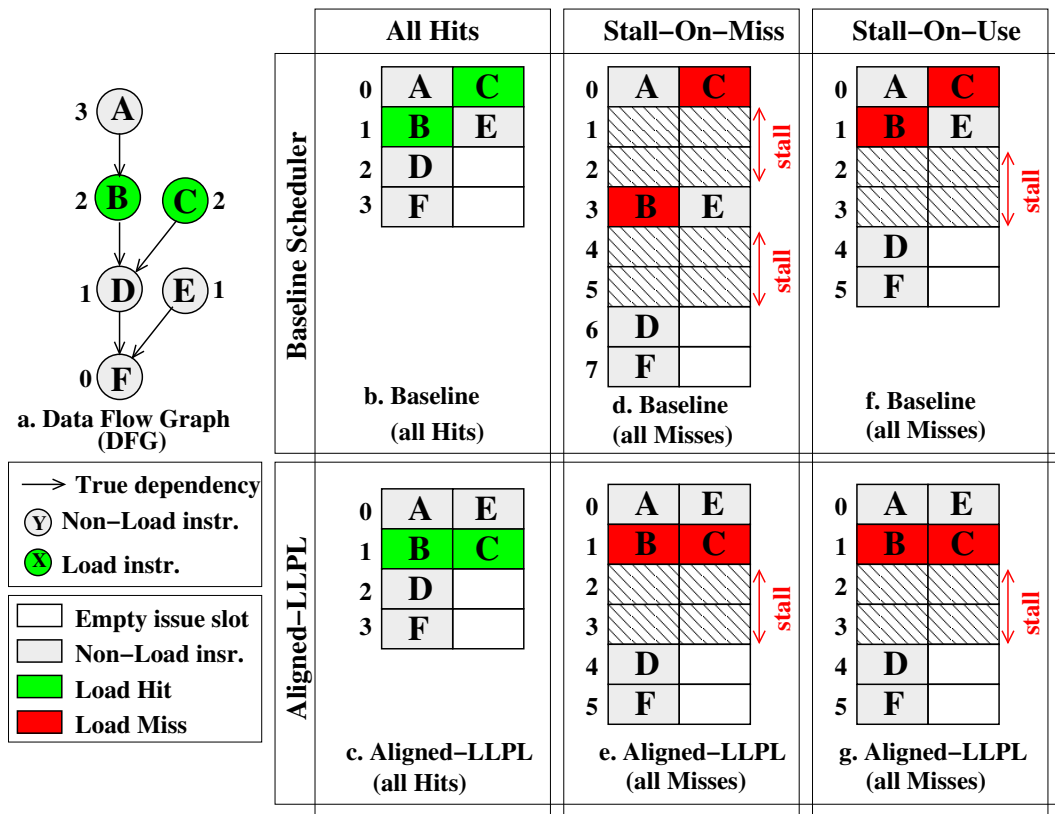 All Hits
Stall−On−Miss
Stall−On−Use
Baseline Scheduler
3 A
2 B C 2
1 D E 1
0 F
a. Data Flow Graph
(DFG)
0 A C
1 B E
2 D
3 F
b. Baseline
(all Hits)
0 A C
1
2
3 B E
4
5
6 D
7 F
stall
stall
d. Baseline
(all Misses)
0 A C
1 B E
2
3
4 D
5 F
stall
f. Baseline
(all Misses)
True dependency
Y Non−Load instr.
X Load instr.
Empty issue slot
Non−Load insr.
Load Hit
Load Miss
Aligned−LLPL
0 A E
1 B C
2 D
3 F
c. Aligned−LLPL
(all Hits)
0 A E
1 B C
2
3
4 D
5 F
stall
e. Aligned−LLPL
(all Misses)
0 A E
1 B C
2
3
4 D
5 F
stall
g. Aligned−LLPL
(all Misses)